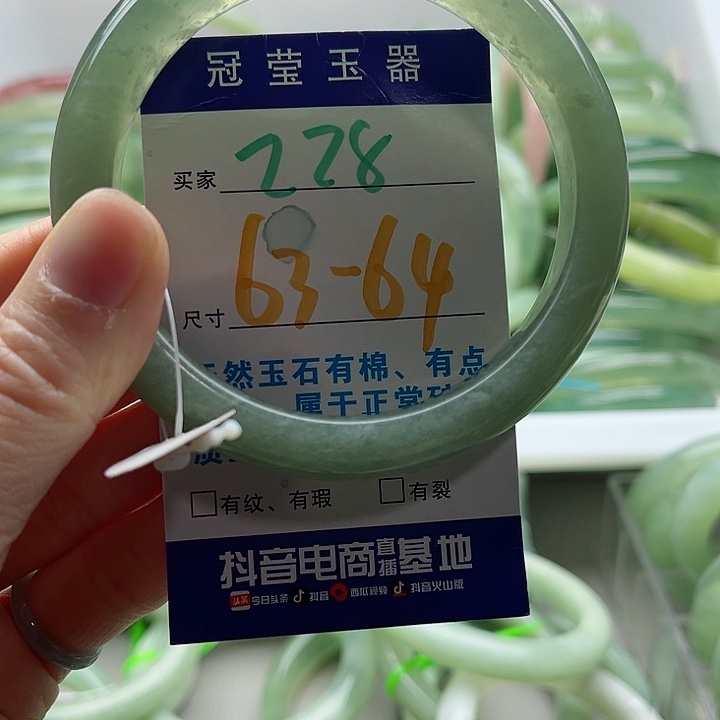 冠莹玉器
买家 228
尺寸 63-64
然玉石有棉、有点
属于正常
□有纹、有瑕 □有裂
抖音电商直播基地
头条 今日头条 抖音 西瓜视频 抖音火山版